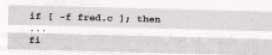 if [ -f fred.c ]; then
...
fi